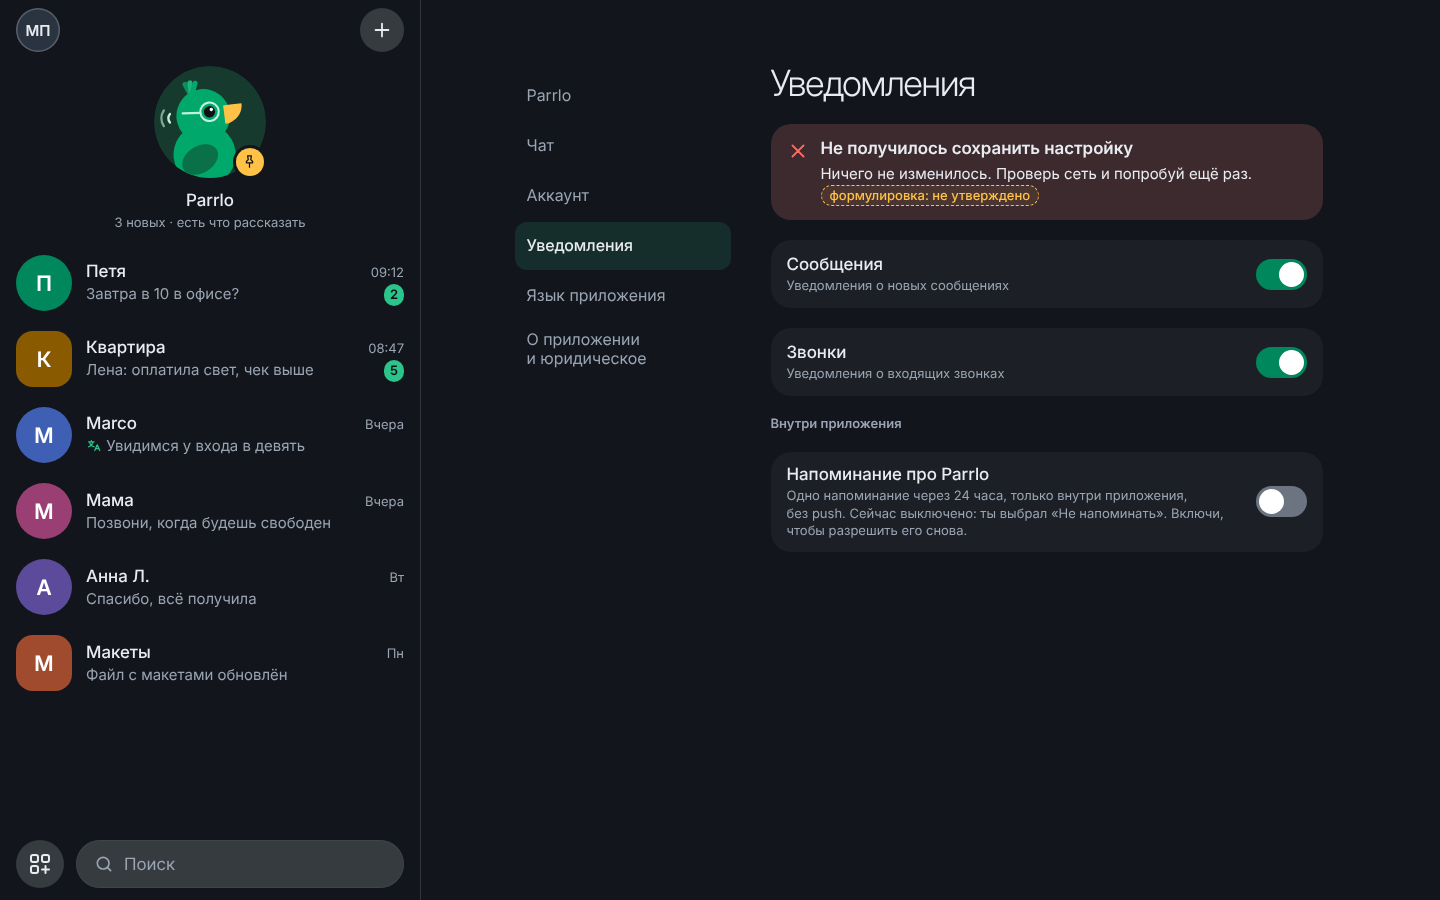 МП
Parrlo
3 новых · есть что рассказать
П
Петя
09:12
Завтра в 10 в офисе?
2
К
Квартира
08:47
Лена: оплатила свет, чек выше
5
M
Marco
Вчера
Увидимся у входа в девять
М
Мама
Вчера
Позвони, когда будешь свободен
А
Анна Л.
Вт
Спасибо, всё получила
М
Макеты
Пн
Файл с макетами обновлён
Поиск
Parrlo
Чат
Аккаунт
Уведомления
Язык приложения
О приложении
и юридическое
Уведомления
Не получилось сохранить настройку
Ничего не изменилось. Проверь сеть и попробуй ещё раз.
формулировка: не утверждено
Сообщения
Уведомления о новых сообщениях
Звонки
Уведомления о входящих звонках
Внутри приложения
Напоминание про Parrlo
Одно напоминание через 24 часа, только внутри приложения,
без push. Сейчас выключено: ты выбрал «Не напоминать». Включи,
чтобы разрешить его снова.